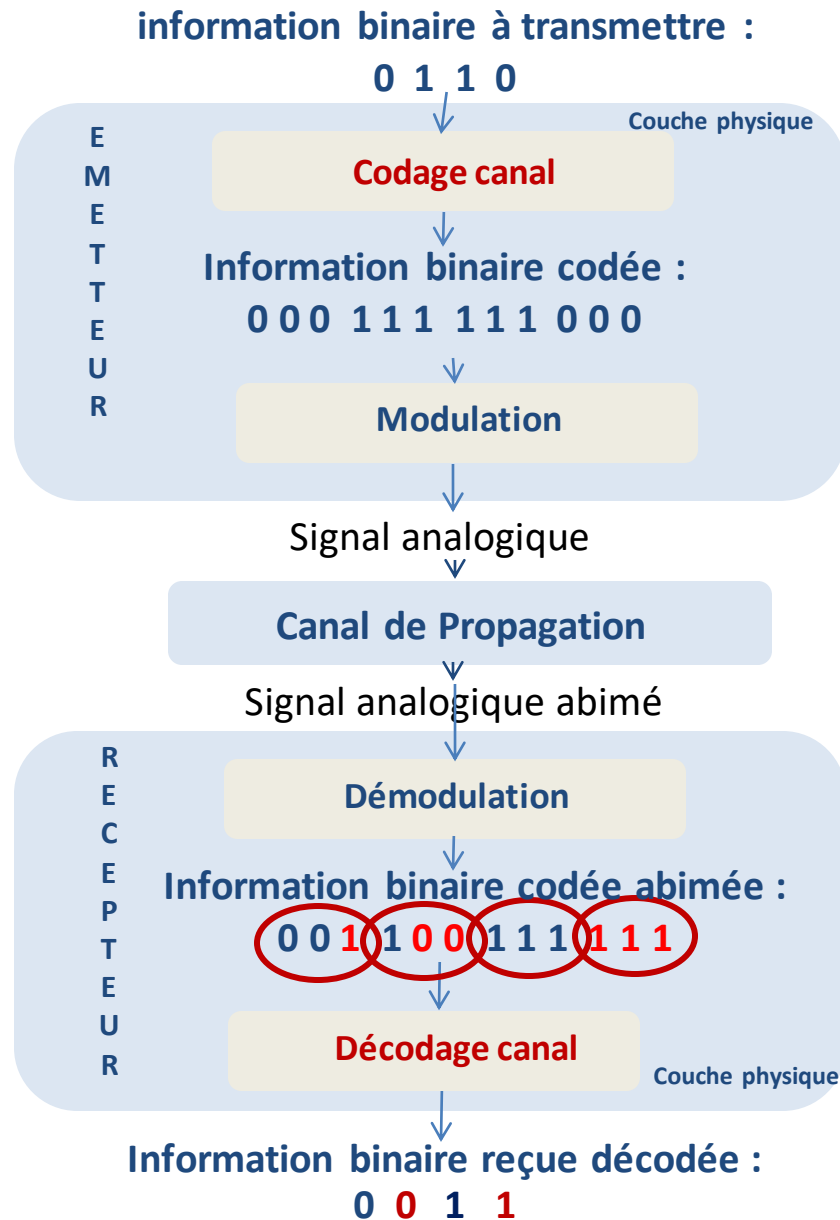 information binaire à transmettre :
0 1 1 0
Couche physique
EMETTEUR
Codage canal
Information binaire codée :
0 0 0 1 1 1 1 1 1 0 0 0
Modulation
Signal analogique
Canal de Propagation
Signal analogique abimé
RECEPTEUR
Démodulation
Information binaire codée abimée :
0 0 1 1 0 0 1 1 1 1 1 1
Décodage canal
Couche physique
Information binaire reçue décodée :
0 0 1 1